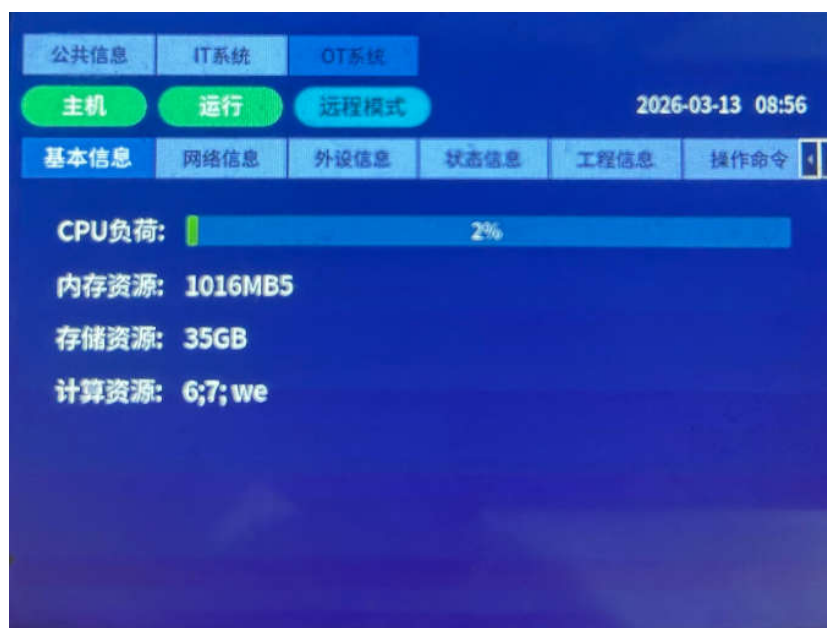 公共信息 IT系统 OT系统
主机 运行 远程模式 2026-03-13 08:56
基本信息 网络信息 外设信息 状态信息 工程信息 操作命令
CPU负荷: 2%
内存资源: 1016MB5
存储资源: 35GB
计算资源: 6;7; we